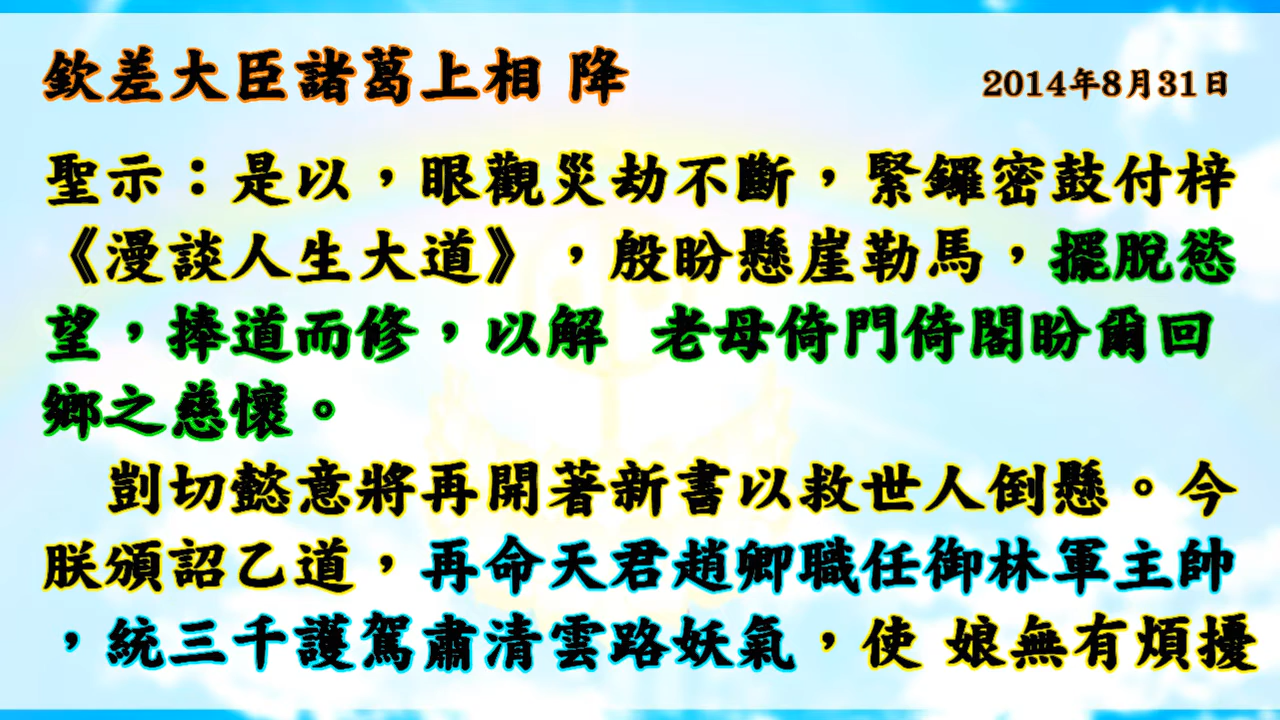 欽差大臣諸葛上相 降
2014年8月31日
聖示：是以，眼觀災劫不斷，緊鑼密鼓付梓
《漫談人生大道》，殷盼懸崖勒馬，擺脫慾
望，捧道而修，以解 老母倚門倚閣盼爾回
鄉之慈懷。
剴切懿意將再開著新書以救世人倒懸。今
朕頒詔乙道，再命天君趙卿職任御林軍主帥
，統三千護駕肅清雲路妖氣，使 娘無有煩擾